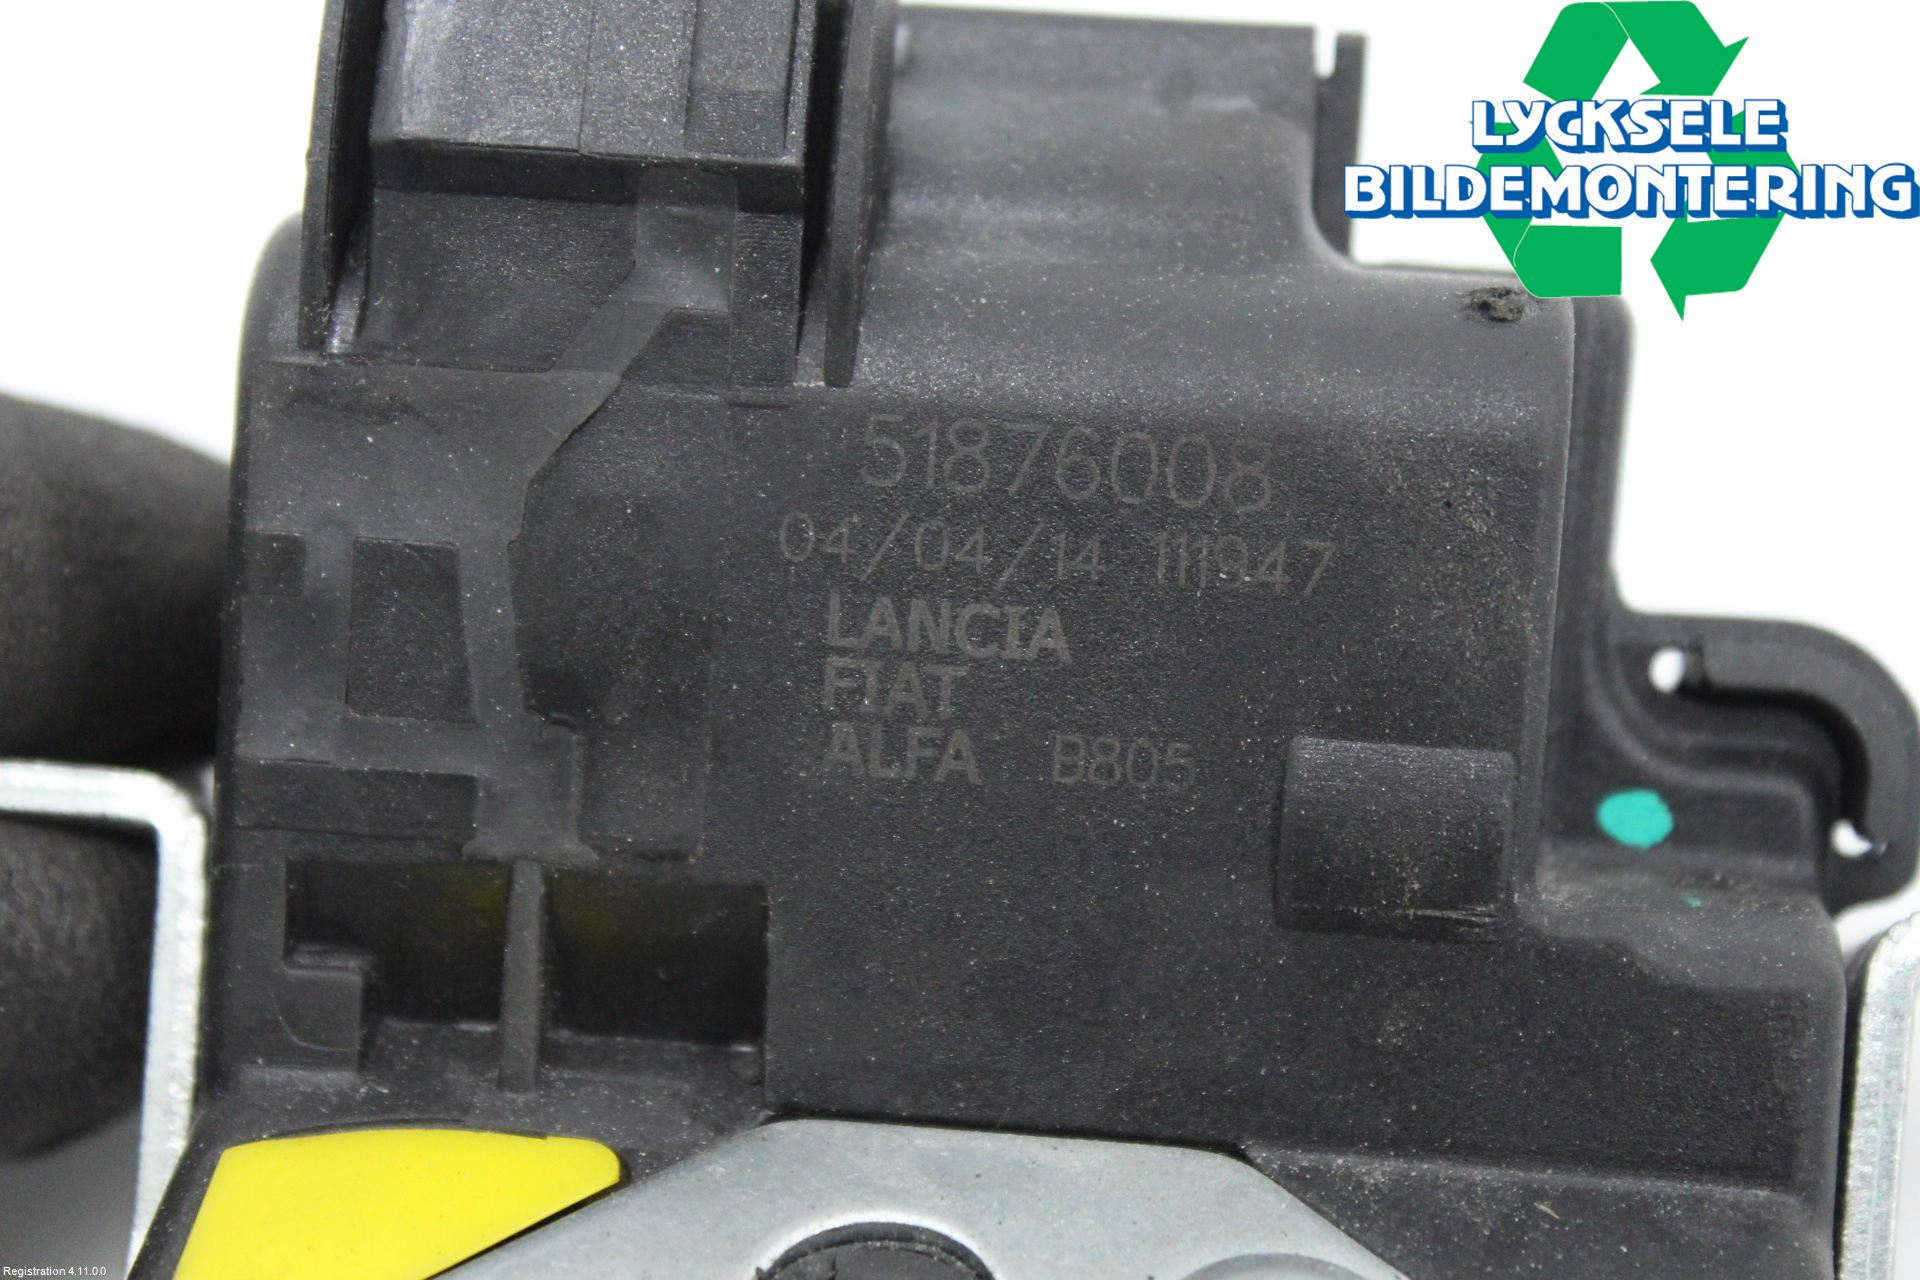 LYCKSELE
BILDEMONTERING
51876008
04/04/14 111947
LANCIA
FIAT
ALFA B805
Registration 4.11.0.0